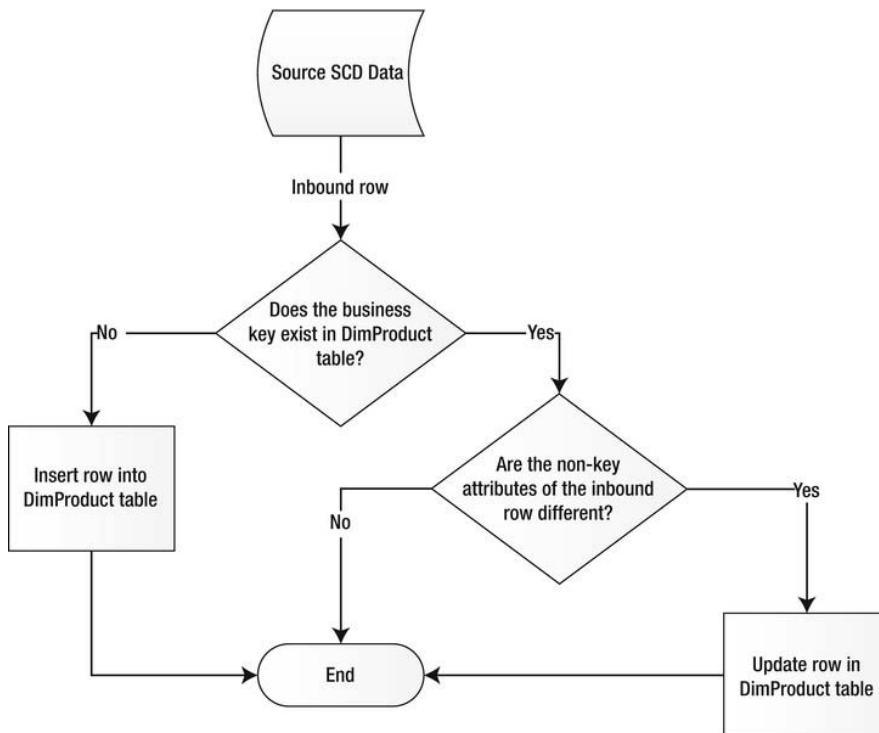 Source SCD Data
Inbound row
Does the business
key exist in DimProduct
table?
No
Yes
Insert row into
DimProduct table
Are the non-key
attributes of the inbound
row different?
No
Yes
End
Update row in
DimProduct table